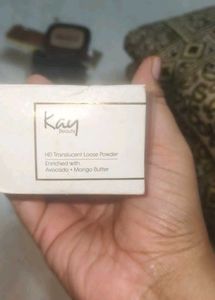 Kay
Beauty
HD Translucent Loose Powder
Enriched with
Avocado • Mango Butter